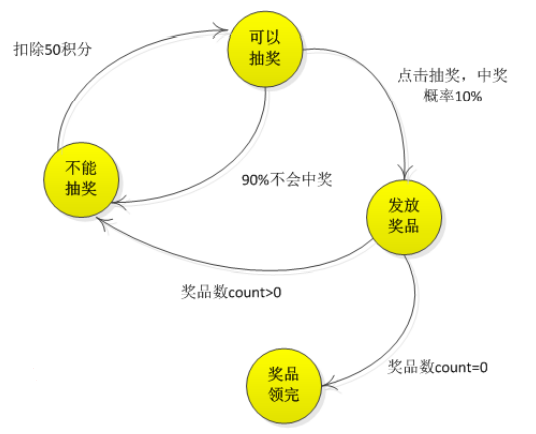 可以
抽奖
扣除50积分
点击抽奖，中奖
概率10%
不能
抽奖
90%不会中奖
发放
奖品
奖品数count>0
奖品数count=0
奖品
领完